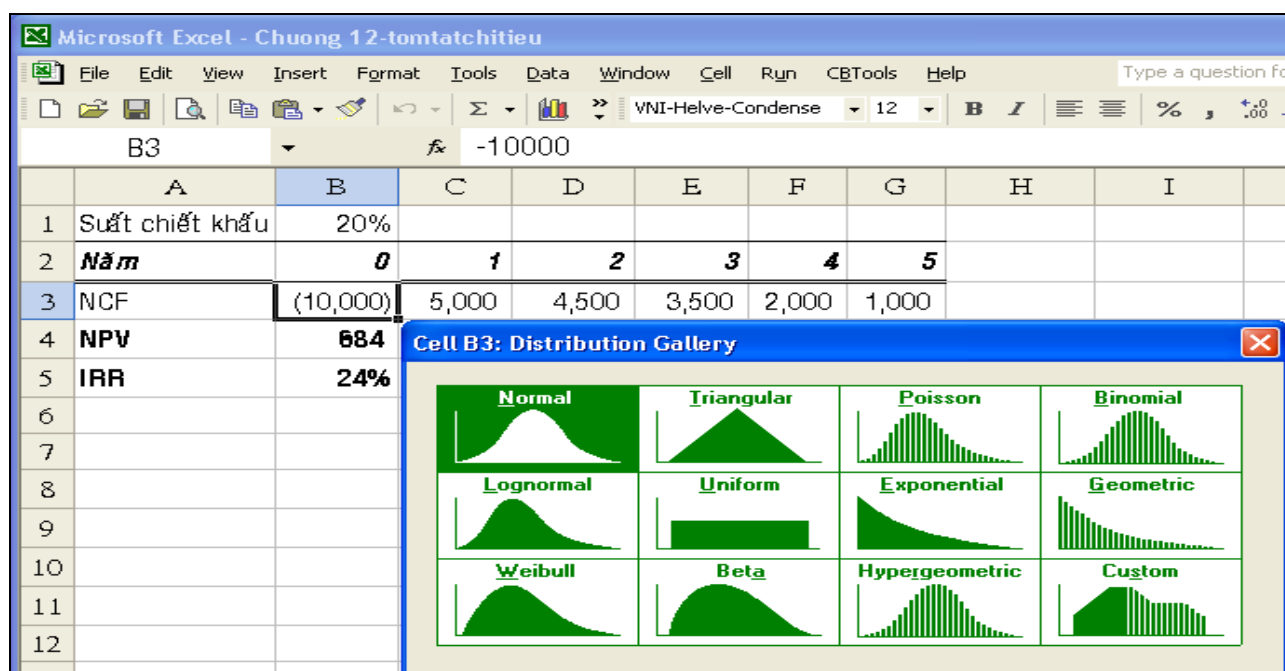 Microsoft Excel - Chuong 12-tomtatchitieu
File Edit View Insert Format Tools Data Window Cell Run CBTools Help Type a question fo
VNI-Helve-Condense 12 B I % , .00
B3 fx -10000
A B C D E F G H I
1 Suất chiết khấu 20%
2 Năm 0 1 2 3 4 5
3 NCF (10,000) 5,000 4,500 3,500 2,000 1,000
4 NPV 684
5 IRR 24%
6
7
8
9
10
11
12
Cell B3: Distribution Gallery
Normal Triangular Poisson Binomial
Lognormal Uniform Exponential Geometric
Weibull Beta Hypergeometric Custom